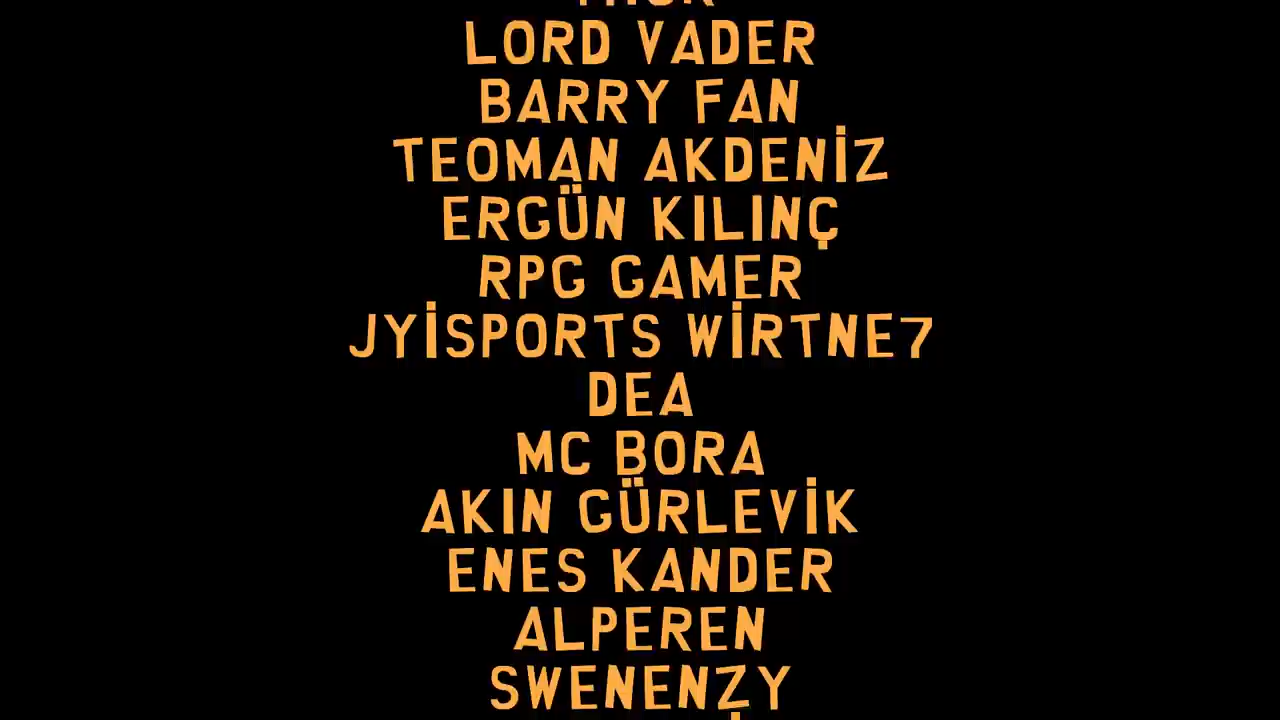 LORD VADER
BARRY FAN
TEOMAN AKDENİZ
ERGÜN KILINÇ
RPG GAMER
JYİSPORTS WİRTNE7
DEA
MC BORA
AKIN GÜRLEVİK
ENES KANDER
ALPEREN
SWENENZY